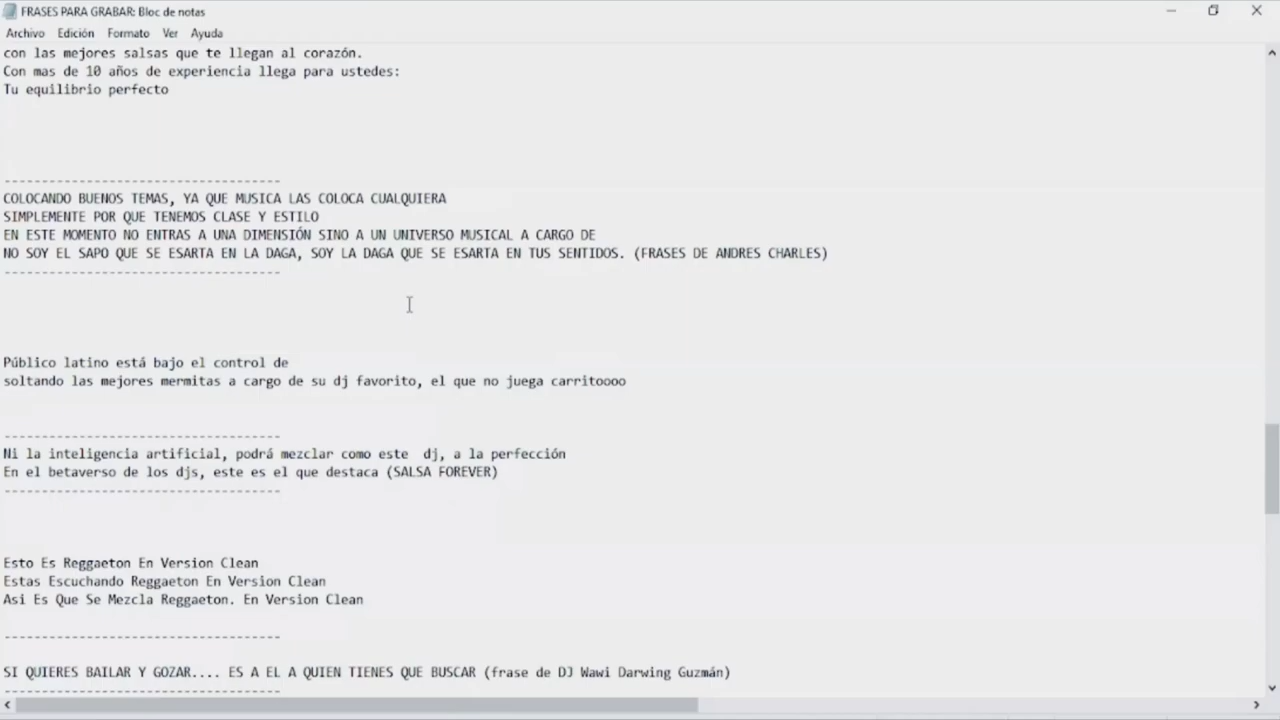 FRASES PARA GRABAR: Bloc de notas
Archivo Edición Formato Ver Ayuda
con las mejores salsas que te llegan al corazón.
Con mas de 10 años de experiencia llega para ustedes:
Tu equilibrio perfecto
-------------------------------------
COLOCANDO BUENOS TEMAS, YA QUE MUSICA LAS COLOCA CUALQUIERA
SIMPLEMENTE POR QUE TENEMOS CLASE Y ESTILO
EN ESTE MOMENTO NO ENTRAS A UNA DIMENSIÓN SINO A UN UNIVERSO MUSICAL A CARGO DE
NO SOY EL SAPO QUE SE ESARTA EN LA DAGA, SOY LA DAGA QUE SE ESARTA EN TUS SENTIDOS. (FRASES DE ANDRES CHARLES)
-------------------------------------
Público latino está bajo el control de
soltando las mejores mermitas a cargo de su dj favorito, el que no juega carritoooo
-------------------------------------
Ni la inteligencia artificial, podrá mezclar como este  dj, a la perfección
En el betaverso de los djs, este es el que destaca (SALSA FOREVER)
-------------------------------------
Esto Es Reggaeton En Version Clean
Estas Escuchando Reggaeton En Version Clean
Asi Es Que Se Mezcla Reggaeton. En Version Clean
-------------------------------------
SI QUIERES BAILAR Y GOZAR.... ES A EL A QUIEN TIENES QUE BUSCAR (frase de DJ Wawi Darwing Guzmán)
-------------------------------------